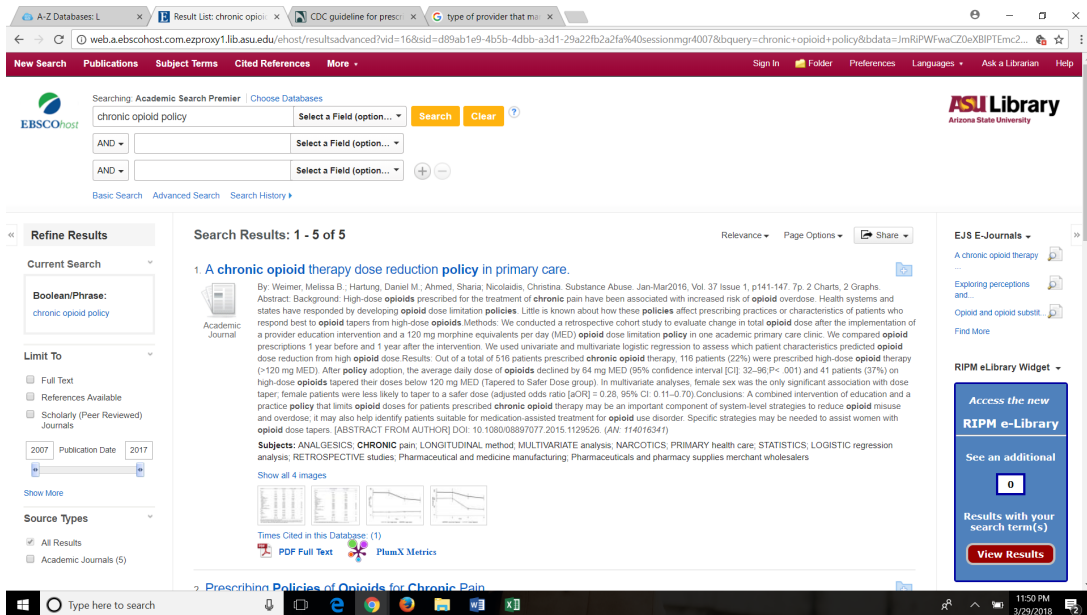 A-Z Databases: L
Result List: chronic opioi
CDC guideline for prescr
type of provider that ma
web.a.ebscohost.com.ezproxy1.lib.asu.edu/ehost/resultsadvanced?vid=16&sid=d89ab1e9-4b5b-4dbb-a3d1-29a22fb2a2fa%40sessionmgr4007&bquery=chronic+opioid+policy&bdata=JmRiPWFwaCZ0eXBlPTEmc2...
New Search Publications Subject Terms Cited References More
Sign In Folder Preferences Languages Ask a Librarian Help
EBSCOhost
Searching: Academic Search Premier Choose Databases
chronic opioid policy Select a Field (option... Search Clear ?
AND Select a Field (option...
AND Select a Field (option...
Basic Search Advanced Search Search History
ASU Library
Arizona State University
Refine Results
Current Search
Boolean/Phrase:
chronic opioid policy
Limit To
Full Text
References Available
Scholarly (Peer Reviewed)
Journals
2007 Publication Date 2017
Show More
Source Types
All Results
Academic Journals (5)
Search Results: 1 - 5 of 5
Relevance Page Options Share
1. A chronic opioid therapy dose reduction policy in primary care.
Academic
Journal
By: Weimer, Melissa B.; Hartung, Daniel M.; Ahmed, Sharia; Nicolaidis, Christina. Substance Abuse. Jan-Mar2016, Vol. 37 Issue 1, p141-147. 7p. 2 Charts, 2 Graphs.
Abstract: Background: High-dose opioids prescribed for the treatment of chronic pain have been associated with increased risk of opioid overdose. Health systems and
states have responded by developing opioid dose limitation policies. Little is known about how these policies affect prescribing practices or characteristics of patients who
respond best to opioid tapers from high-dose opioids.Methods: We conducted a retrospective cohort study to evaluate change in total opioid dose after the implementation of
a provider education intervention and a 120 mg morphine equivalents per day (MED) opioid dose limitation policy in one academic primary care clinic. We compared opioid
prescriptions 1 year before and 1 year after the intervention. We used univariate and multivariate logistic regression to assess which patient characteristics predicted opioid
dose reduction from high opioid dose.Results: Out of a total of 516 patients prescribed chronic opioid therapy, 116 patients (22%) were prescribed high-dose opioid therapy
(>120 mg MED). After policy adoption, the average daily dose of opioids declined by 64 mg MED (95% confidence interval [CI]: 32–96;P< .001) and 41 patients (37%) on
high-dose opioids tapered their doses below 120 mg MED (Tapered to Safer Dose group). In multivariate analyses, female sex was the only significant association with dose
taper; female patients were less likely to taper to a safer dose (adjusted odds ratio [aOR] = 0.28, 95% CI: 0.11–0.70).Conclusions: A combined intervention of education and a
practice policy that limits opioid doses for patients prescribed chronic opioid therapy may be an important component of system-level strategies to reduce opioid misuse
and overdose; it may also help identify patients suitable for medication-assisted treatment for opioid use disorder. Specific strategies may be needed to assist women with
opioid dose tapers. [ABSTRACT FROM AUTHOR] DOI: 10.1080/08897077.2015.1129526. (AN: 114016341)
Subjects: ANALGESICS; CHRONIC pain; LONGITUDINAL method; MULTIVARIATE analysis; NARCOTICS; PRIMARY health care; STATISTICS; LOGISTIC regression
analysis; RETROSPECTIVE studies; Pharmaceutical and medicine manufacturing; Pharmaceuticals and pharmacy supplies merchant wholesalers
Show all 4 images
Times Cited in this Database: (1)
PDF Full Text PlumX Metrics
2. Prescribing Policies of Opioids for Chronic Pain
EJS E-Journals
A chronic opioid therapy
...
Exploring perceptions
and...
Opioid and opioid substit...
Find More
RIPM eLibrary Widget
Access the new
RIPM e-Library
See an additional
0
Results with your
search term(s)
View Results
Type here to search
11:50 PM
3/29/2018